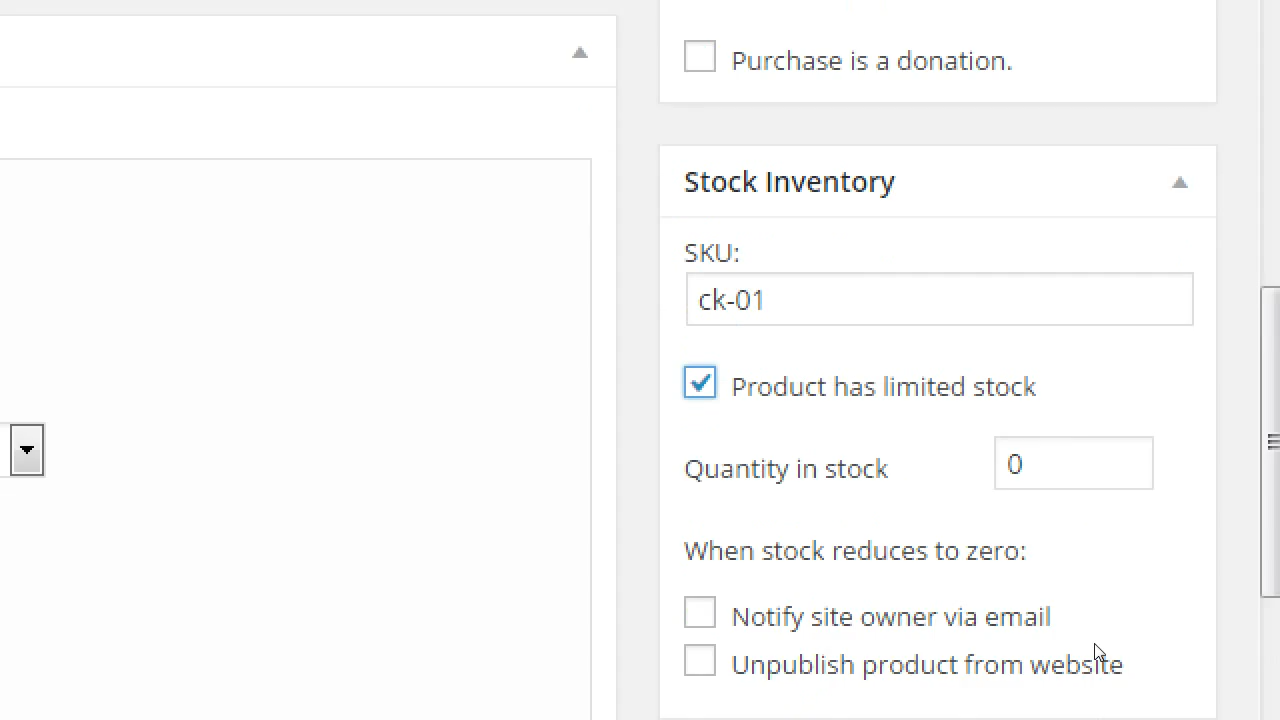 Purchase is a donation.
Stock Inventory
SKU:
ck-01
Product has limited stock
Quantity in stock 0
When stock reduces to zero:
Notify site owner via email
Unpublish product from website